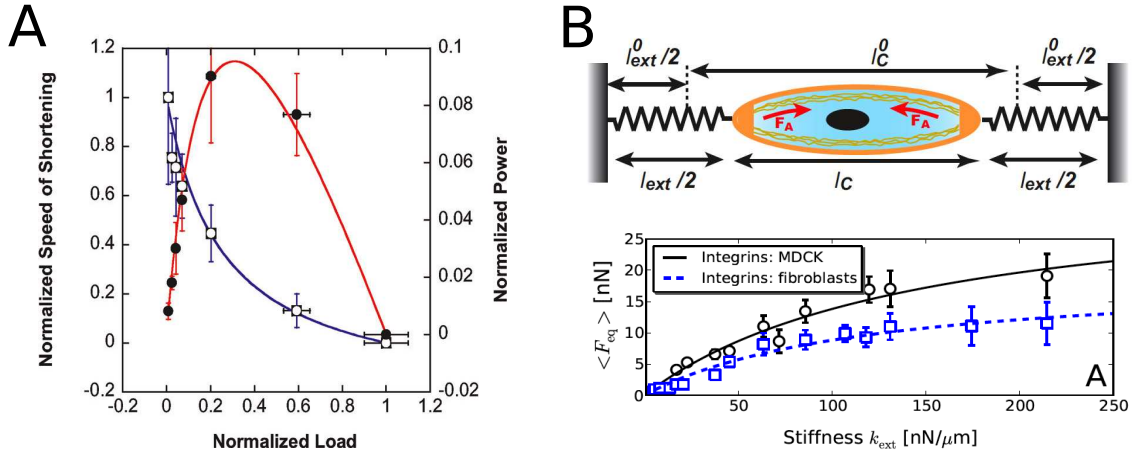 A
Normalized Speed of Shortening
1.2
1
0.8
0.6
0.4
0.2
0
-0.2
-0.2
0
0.2
0.4
0.6
0.8
1
1.2
Normalized Load
0.1
0.08
0.06
0.04
0.02
0
-0.02
Normalized Power
B
l⁰ext/2
l⁰C
l⁰ext/2
FA
FA
lext/2
lC
lext/2
<Feq> [nN]
25
20
15
10
5
0
Integrins: MDCK
Integrins: fibroblasts
A
50
100
150
200
250
Stiffness kext [nN/μm]